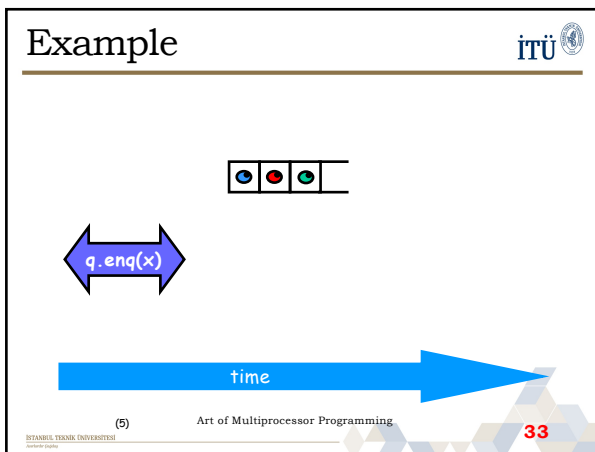 Example
İTÜ
q.enq(x)
time
(5)
Art of Multiprocessor Programming
33
İSTANBUL TEKNİK ÜNİVERSİTESİ